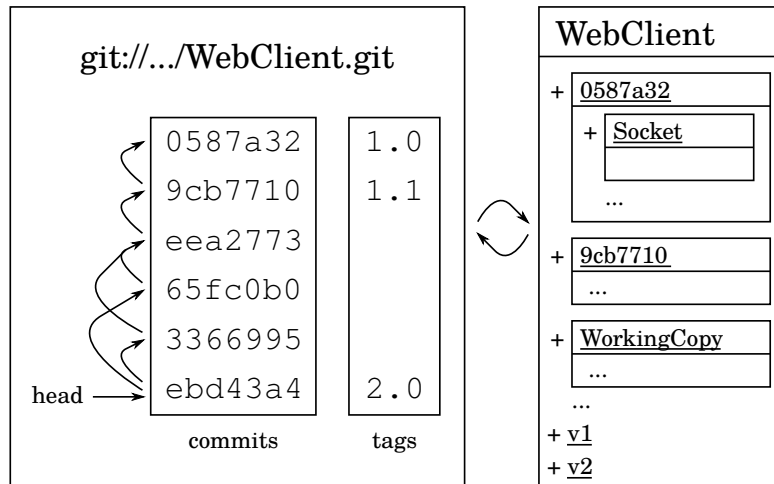 git://.../WebClient.git
0587a32 1.0
9cb7710 1.1
eea2773
65fc0b0
3366995
head ebd43a4 2.0
commits tags
WebClient
+ 0587a32
+ Socket
...
+ 9cb7710
...
+ WorkingCopy
...
...
+ v1
+ v2